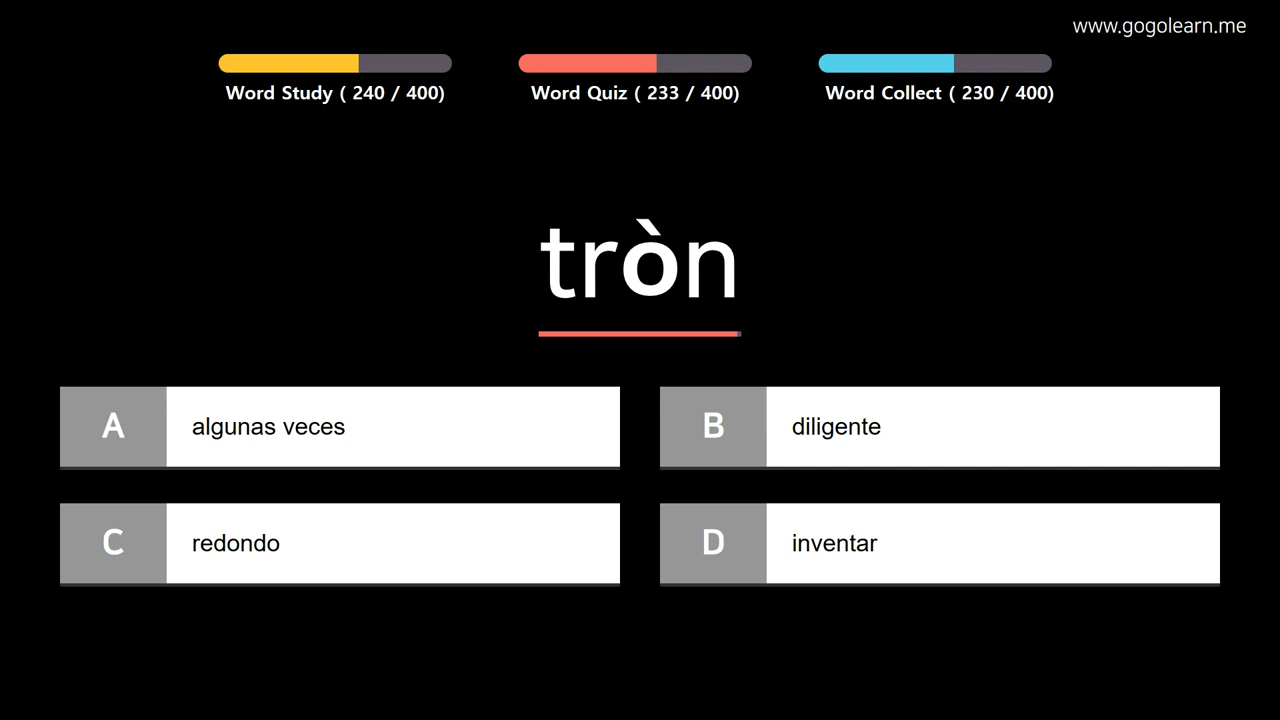 www.gogolearn.me
Word Study ( 240 / 400)
Word Quiz ( 233 / 400)
Word Collect ( 230 / 400)
tròn
A algunas veces
B diligente
C redondo
D inventar